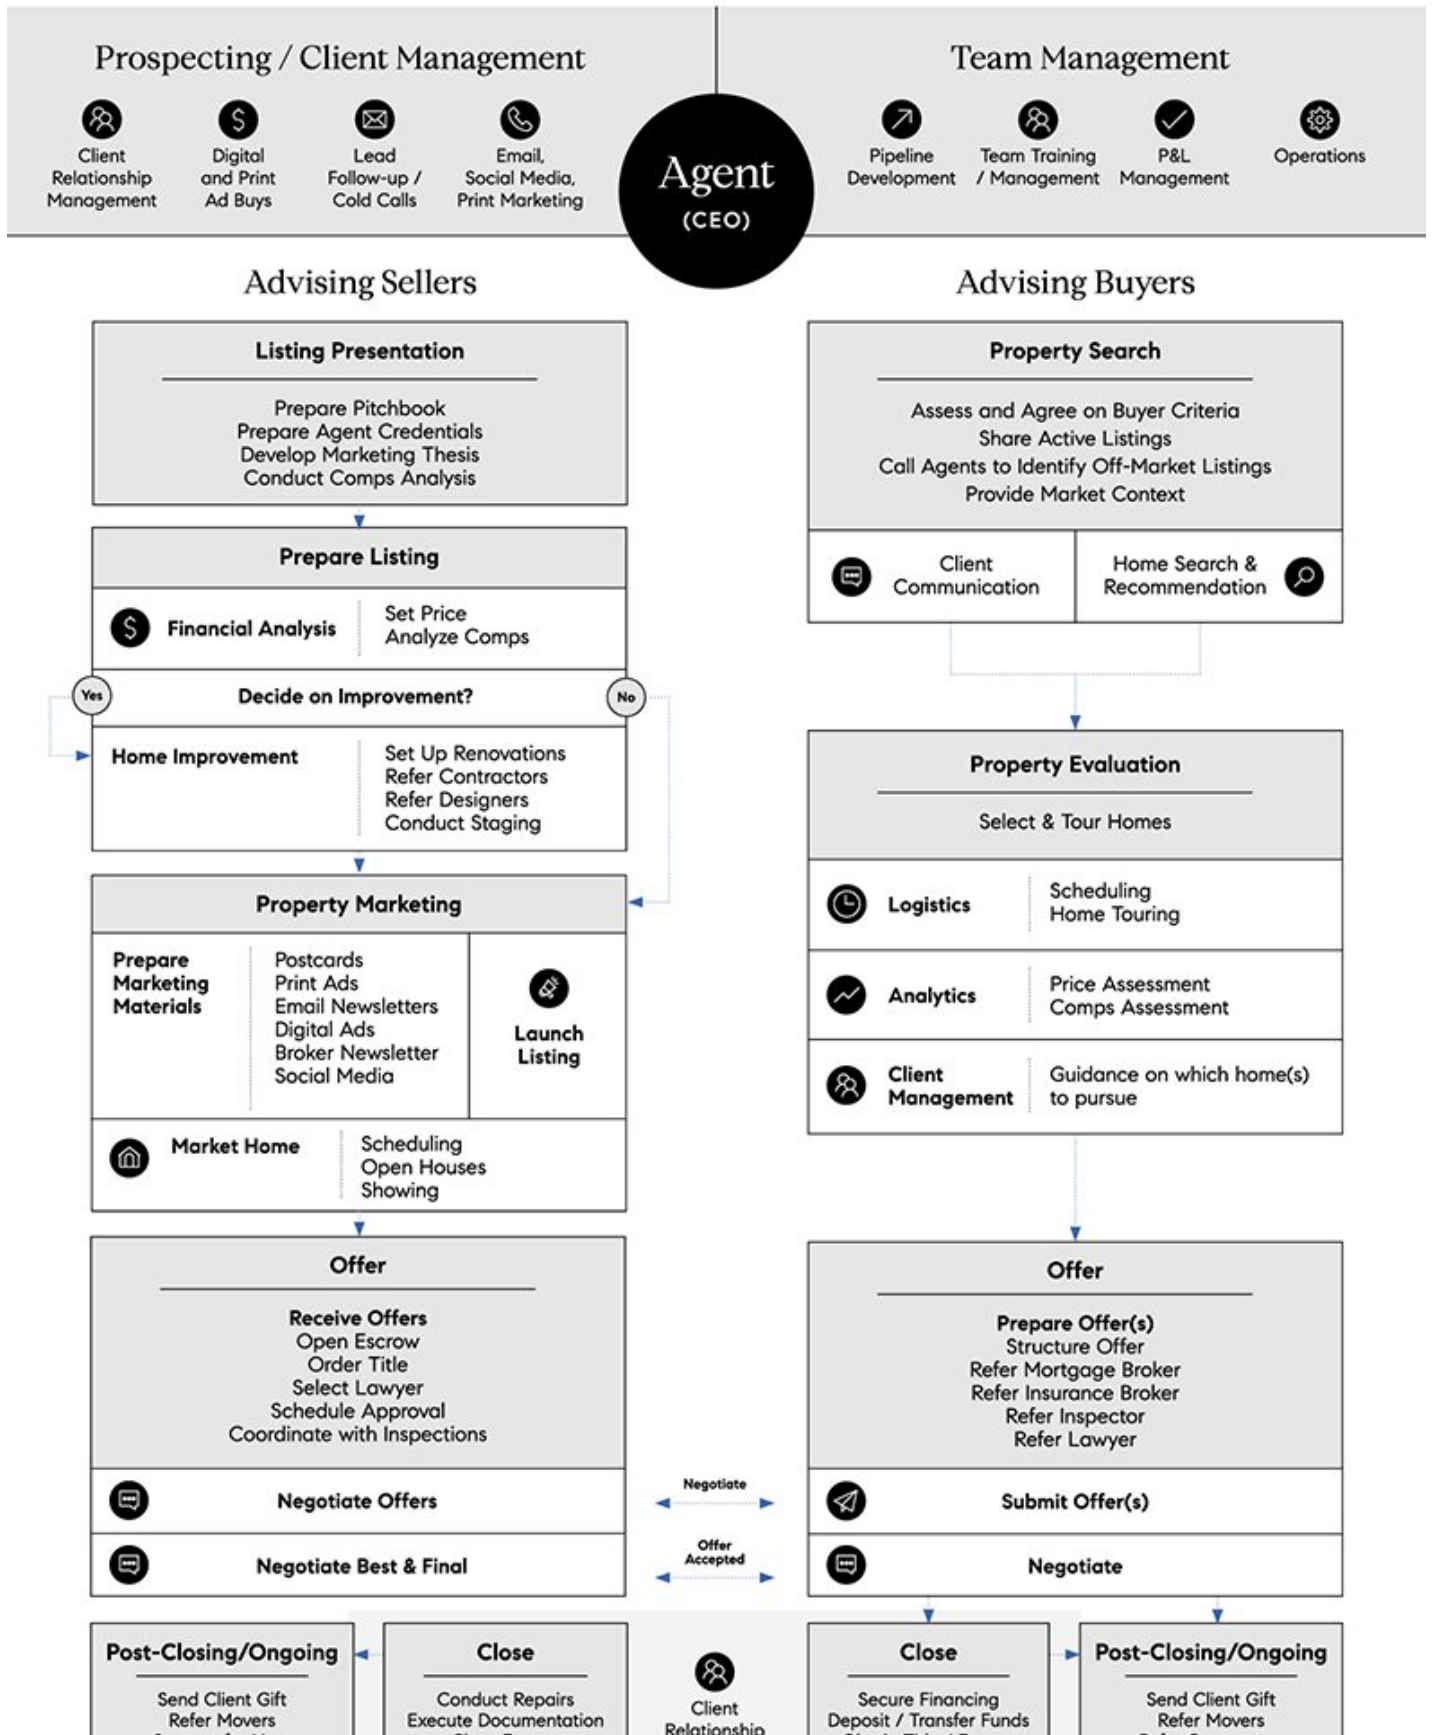 Prospecting / Client Management
Client
Relationship
Management
Digital
and Print
Ad Buys
Lead
Follow-up /
Cold Calls
Email,
Social Media,
Print Marketing
Agent
(CEO)
Team Management
Pipeline
Development
Team Training
/ Management
P&L
Management
Operations
Advising Sellers
Listing Presentation
Prepare Pitchbook
Prepare Agent Credentials
Develop Marketing Thesis
Conduct Comps Analysis
Prepare Listing
Financial Analysis
Set Price
Analyze Comps
Yes
Decide on Improvement?
No
Home Improvement
Set Up Renovations
Refer Contractors
Refer Designers
Conduct Staging
Property Marketing
Prepare
Marketing
Materials
Postcards
Print Ads
Email Newsletters
Digital Ads
Broker Newsletter
Social Media
Launch
Listing
Market Home
Scheduling
Open Houses
Showing
Offer
Receive Offers
Open Escrow
Order Title
Select Lawyer
Schedule Approval
Coordinate with Inspections
Negotiate Offers
Negotiate Best & Final
Negotiate
Offer
Accepted
Advising Buyers
Property Search
Assess and Agree on Buyer Criteria
Share Active Listings
Call Agents to Identify Off-Market Listings
Provide Market Context
Client
Communication
Home Search &
Recommendation
Property Evaluation
Select & Tour Homes
Logistics
Scheduling
Home Touring
Analytics
Price Assessment
Comps Assessment
Client
Management
Guidance on which home(s)
to pursue
Offer
Prepare Offer(s)
Structure Offer
Refer Mortgage Broker
Refer Insurance Broker
Refer Inspector
Refer Lawyer
Submit Offer(s)
Negotiate
Post-Closing/Ongoing
Send Client Gift
Refer Movers
Close
Conduct Repairs
Execute Documentation
Client
Relationship
Close
Secure Financing
Deposit / Transfer Funds
Post-Closing/Ongoing
Send Client Gift
Refer Movers